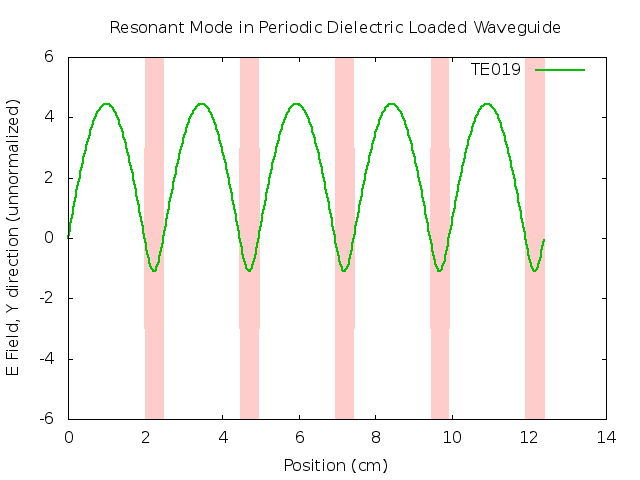 Resonant Mode in Periodic Dielectric Loaded Waveguide
TE019
6
4
2
0
-2
-4
-6
E Field, Y direction (unnormalized)
0 2 4 6 8 10 12 14
Position (cm)